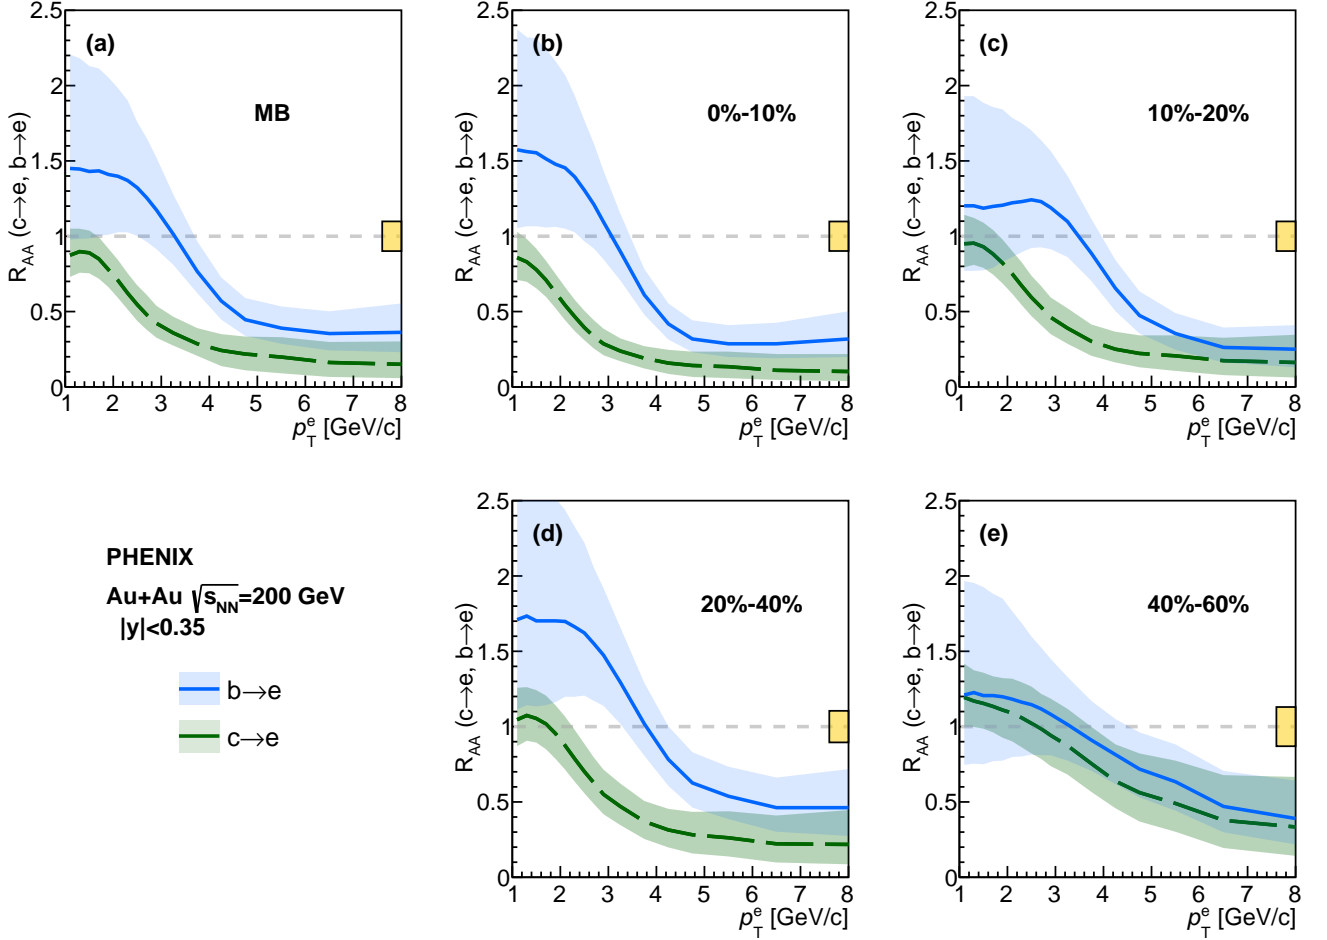 (a)
MB
R_AA (c→e, b→e)
2.5
2
1.5
1
0.5
0
1 2 3 4 5 6 7 8
p_T^e [GeV/c]
(b)
0%-10%
R_AA (c→e, b→e)
2.5
2
1.5
1
0.5
0
1 2 3 4 5 6 7 8
p_T^e [GeV/c]
(c)
10%-20%
R_AA (c→e, b→e)
2.5
2
1.5
1
0.5
0
1 2 3 4 5 6 7 8
p_T^e [GeV/c]
PHENIX
Au+Au √s_NN=200 GeV
|y|<0.35
b→e
c→e
(d)
20%-40%
R_AA (c→e, b→e)
2.5
2
1.5
1
0.5
0
1 2 3 4 5 6 7 8
p_T^e [GeV/c]
(e)
40%-60%
R_AA (c→e, b→e)
2.5
2
1.5
1
0.5
0
1 2 3 4 5 6 7 8
p_T^e [GeV/c]